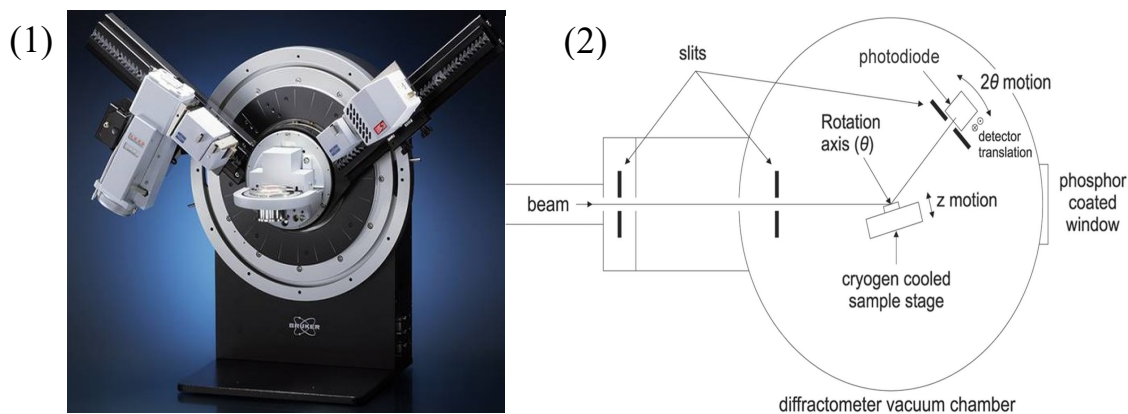 (1)
BRUKER
(2)
slits
photodiode
2θ motion
Rotation
axis (θ)
detector
translation
beam
z motion
phosphor
coated
window
cryogen cooled
sample stage
diffractometer vacuum chamber